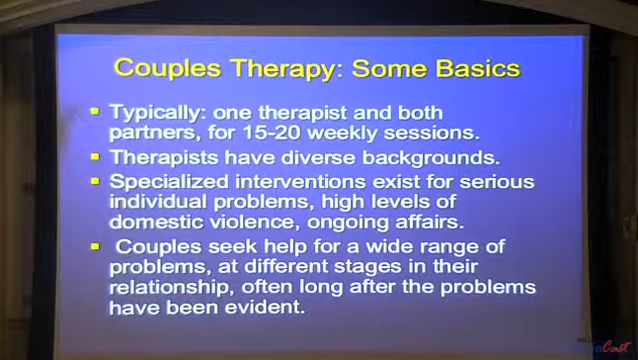 Couples Therapy: Some Basics
Typically: one therapist and both
partners, for 15-20 weekly sessions.
Therapists have diverse backgrounds.
Specialized interventions exist for serious
individual problems, high levels of
domestic violence, ongoing affairs.
Couples seek help for a wide range of
problems, at different stages in their
relationship, often long after the problems
have been evident.